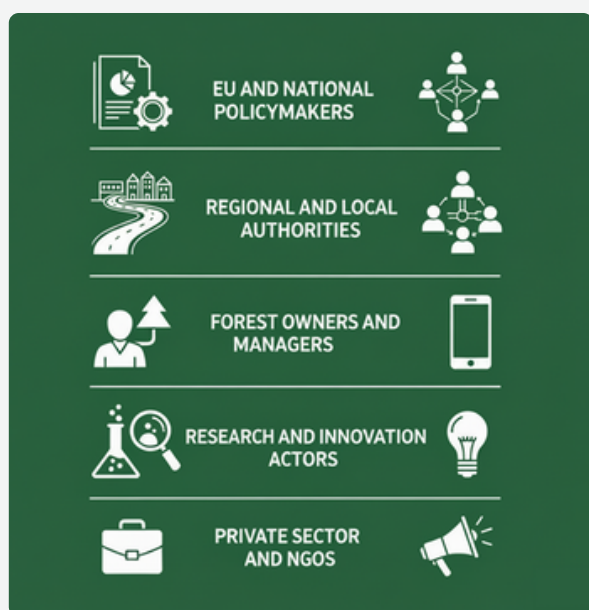 EU AND NATIONAL
POLICYMAKERS
REGIONAL AND LOCAL
AUTHORITIES
FOREST OWNERS AND
MANAGERS
RESEARCH AND INNOVATION
ACTORS
PRIVATE SECTOR
AND NGOS